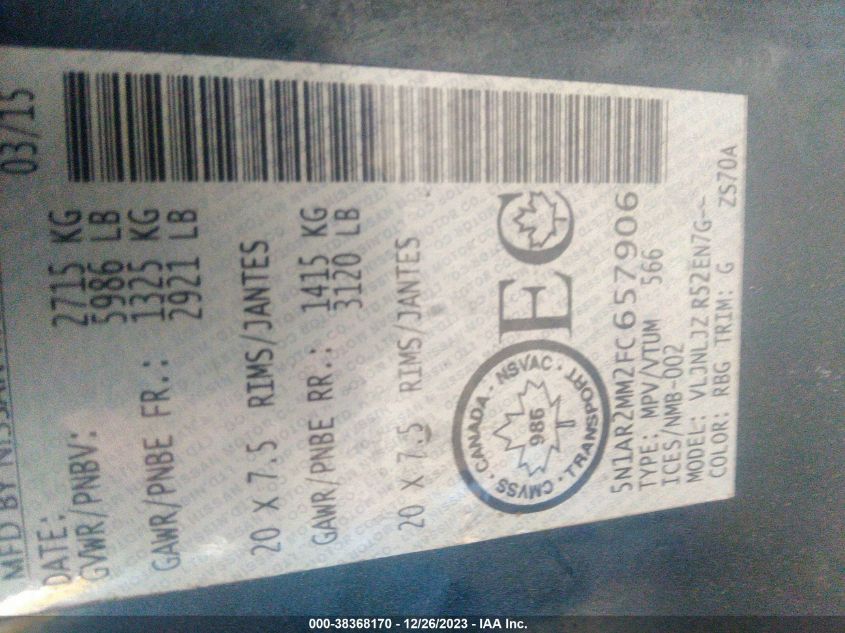 MFD BY NISSAN
DATE: 03/15
GVWR/PNBV: 2715 KG
5986 LB
GAWR/PNBE FR.: 1325 KG
2921 LB
20 X 7.5 RIMS/JANTES
GAWR/PNBE RR.: 1415 KG
3120 LB
20 X 7.5 RIMS/JANTES
CANADA · NSVAC · TRANSPORT · CMVSS
986
EC
5N1AR2MM2FC657906
TYPE: MPV/VTUM 566
ICES/NMB-002
MODEL: VLJNLJZ R52EN7G--
COLOR: RBG TRIM: G ZS70A
000-38368170 - 12/26/2023 - IAA Inc.